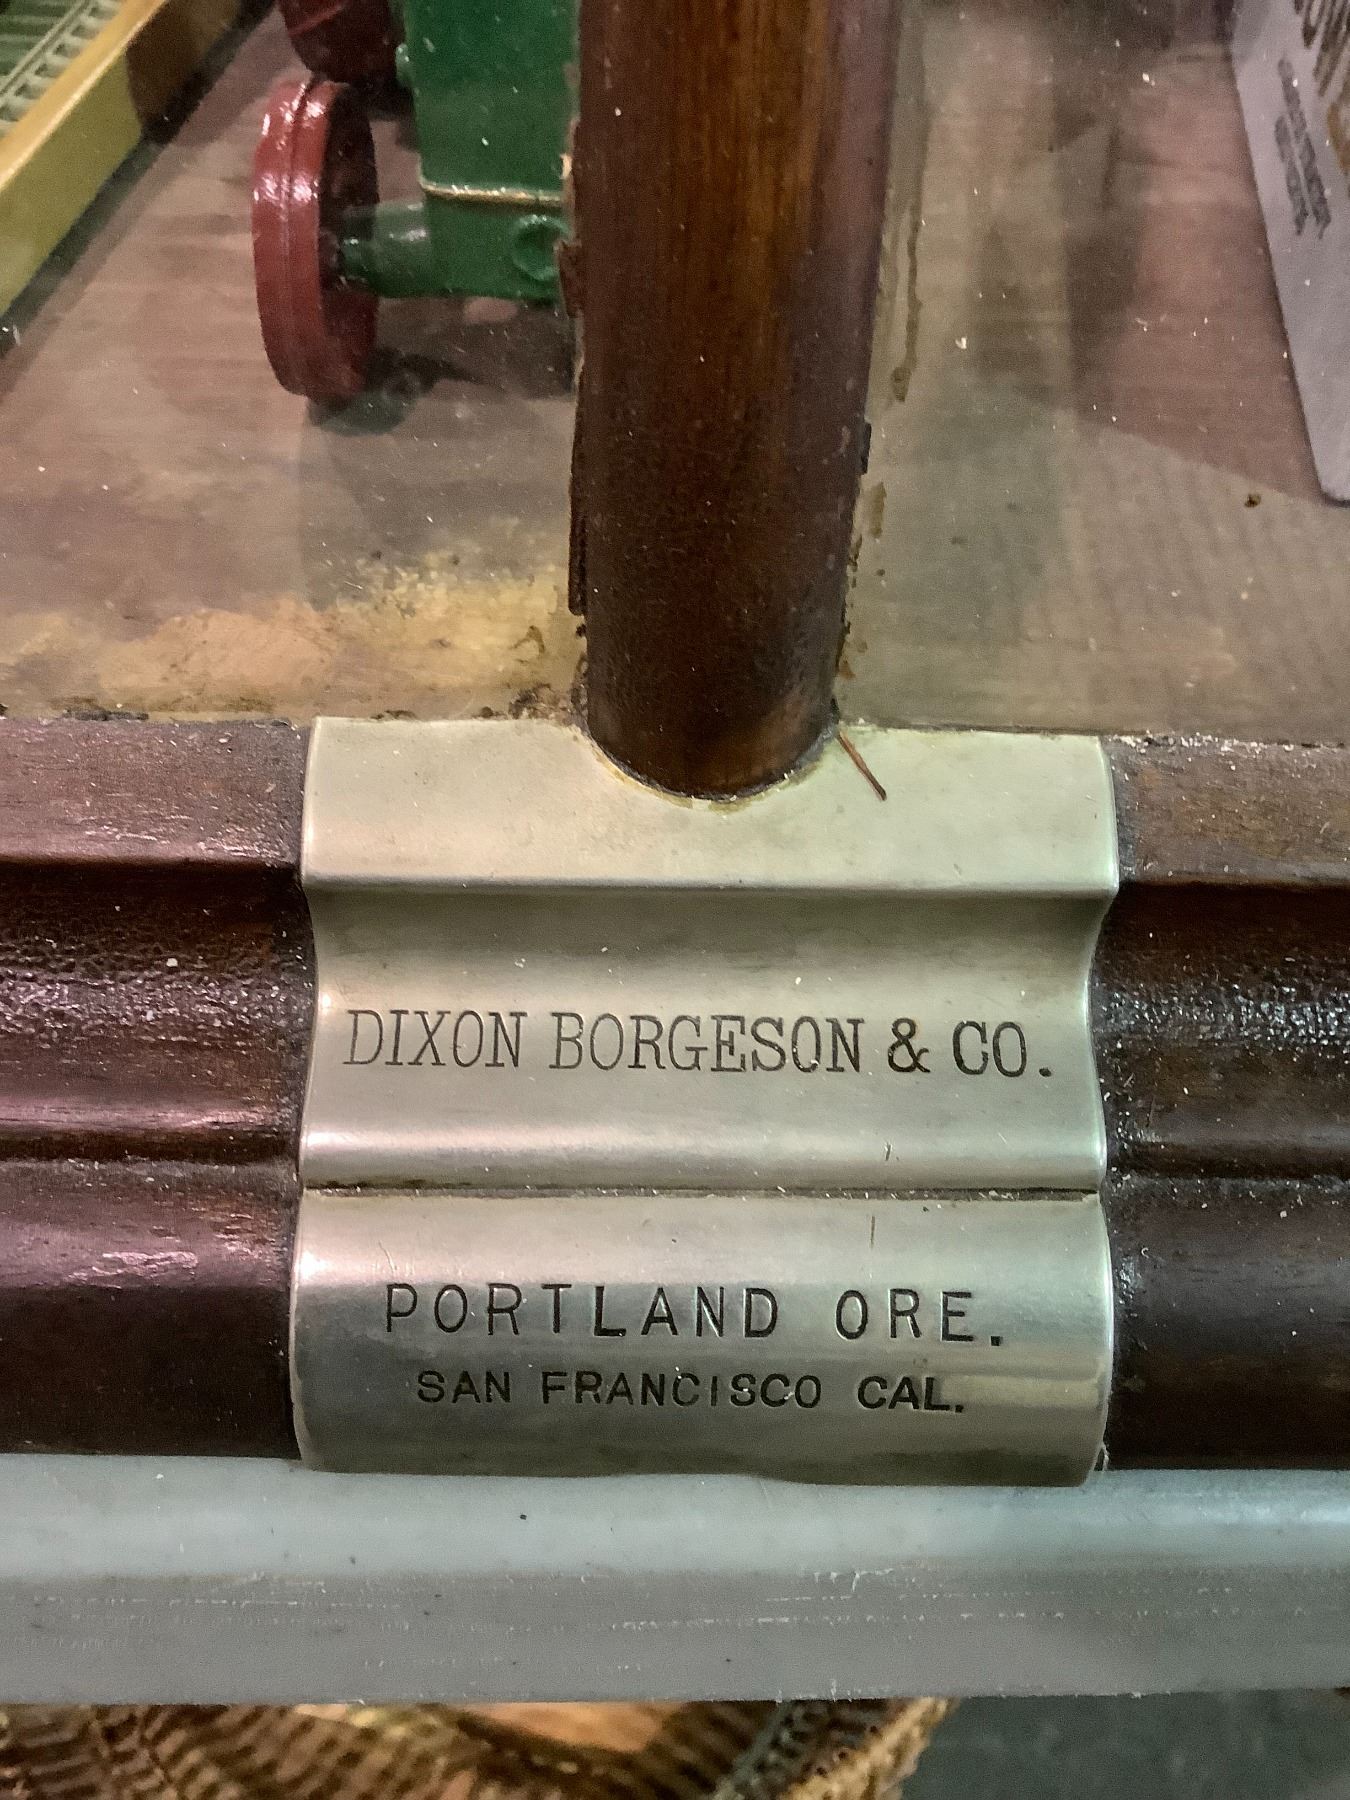 DIXON BORGESON & CO.
PORTLAND ORE.
SAN FRANCISCO CAL.